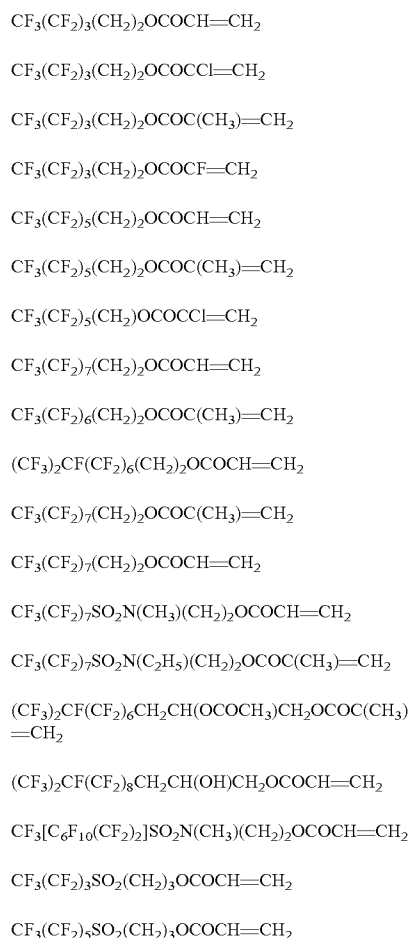 CF₃(CF₂)₃(CH₂)₂OCOCH=CH₂
CF₃(CF₂)₃(CH₂)₂OCOCCl=CH₂
CF₃(CF₂)₃(CH₂)₂OCOC(CH₃)=CH₂
CF₃(CF₂)₃(CH₂)₂OCOCF=CH₂
CF₃(CF₂)₅(CH₂)₂OCOCH=CH₂
CF₃(CF₂)₅(CH₂)₂OCOC(CH₃)=CH₂
CF₃(CF₂)₅(CH₂)OCOCCl=CH₂
CF₃(CF₂)₇(CH₂)₂OCOCH=CH₂
CF₃(CF₂)₆(CH₂)₂OCOC(CH₃)=CH₂
(CF₃)₂CF(CF₂)₆(CH₂)₂OCOCH=CH₂
CF₃(CF₂)₇(CH₂)₂OCOC(CH₃)=CH₂
CF₃(CF₂)₇(CH₂)₂OCOCH=CH₂
CF₃(CF₂)₇SO₂N(CH₃)(CH₂)₂OCOCH=CH₂
CF₃(CF₂)₇SO₂N(C₂H₅)(CH₂)₂OCOC(CH₃)=CH₂
(CF₃)₂CF(CF₂)₆CH₂CH(OCOCH₃)CH₂OCOC(CH₃)
=CH₂
(CF₃)₂CF(CF₂)₈CH₂CH(OH)CH₂OCOCH=CH₂
CF₃[C₆F₁₀(CF₂)₂]SO₂N(CH₃)(CH₂)₂OCOCH=CH₂
CF₃(CF₂)₃SO₂(CH₂)₃OCOCH=CH₂
CF₃(CF₂)₅SO₂(CH₂)₃OCOCH=CH₂